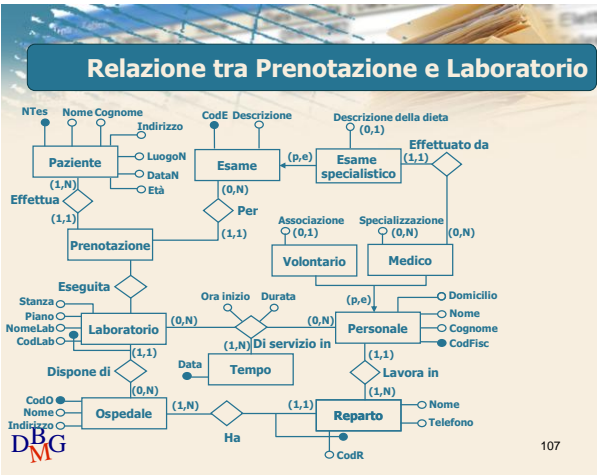 Relazione tra Prenotazione e Laboratorio
NTes Nome Cognome CodE Descrizione Descrizione della dieta
Indirizzo (0,1) Effettuato da
Paziente LuogoN Esame (p,e) Esame specialistico (1,1)
DataN
(1,N) Età (0,N)
Effettua Per
(1,1) (1,1) Associazione Specializzazione
(0,1) (0,N) (0,N)
Prenotazione Volontario Medico
Eseguita
Stanza Ora inizio Durata (p,e) Domicilio
Piano Nome
NomeLab Laboratorio (0,N) (0,N) Personale Cognome
CodLab (1,N) Di servizio in CodFisc
(1,1) (1,1)
Dispone di Data Tempo Lavora in
(0,N) (1,N)
CodO
Nome Ospedale (1,N) (1,1) Reparto Nome
Indirizzo Telefono
Ha
CodR
DBMG
107